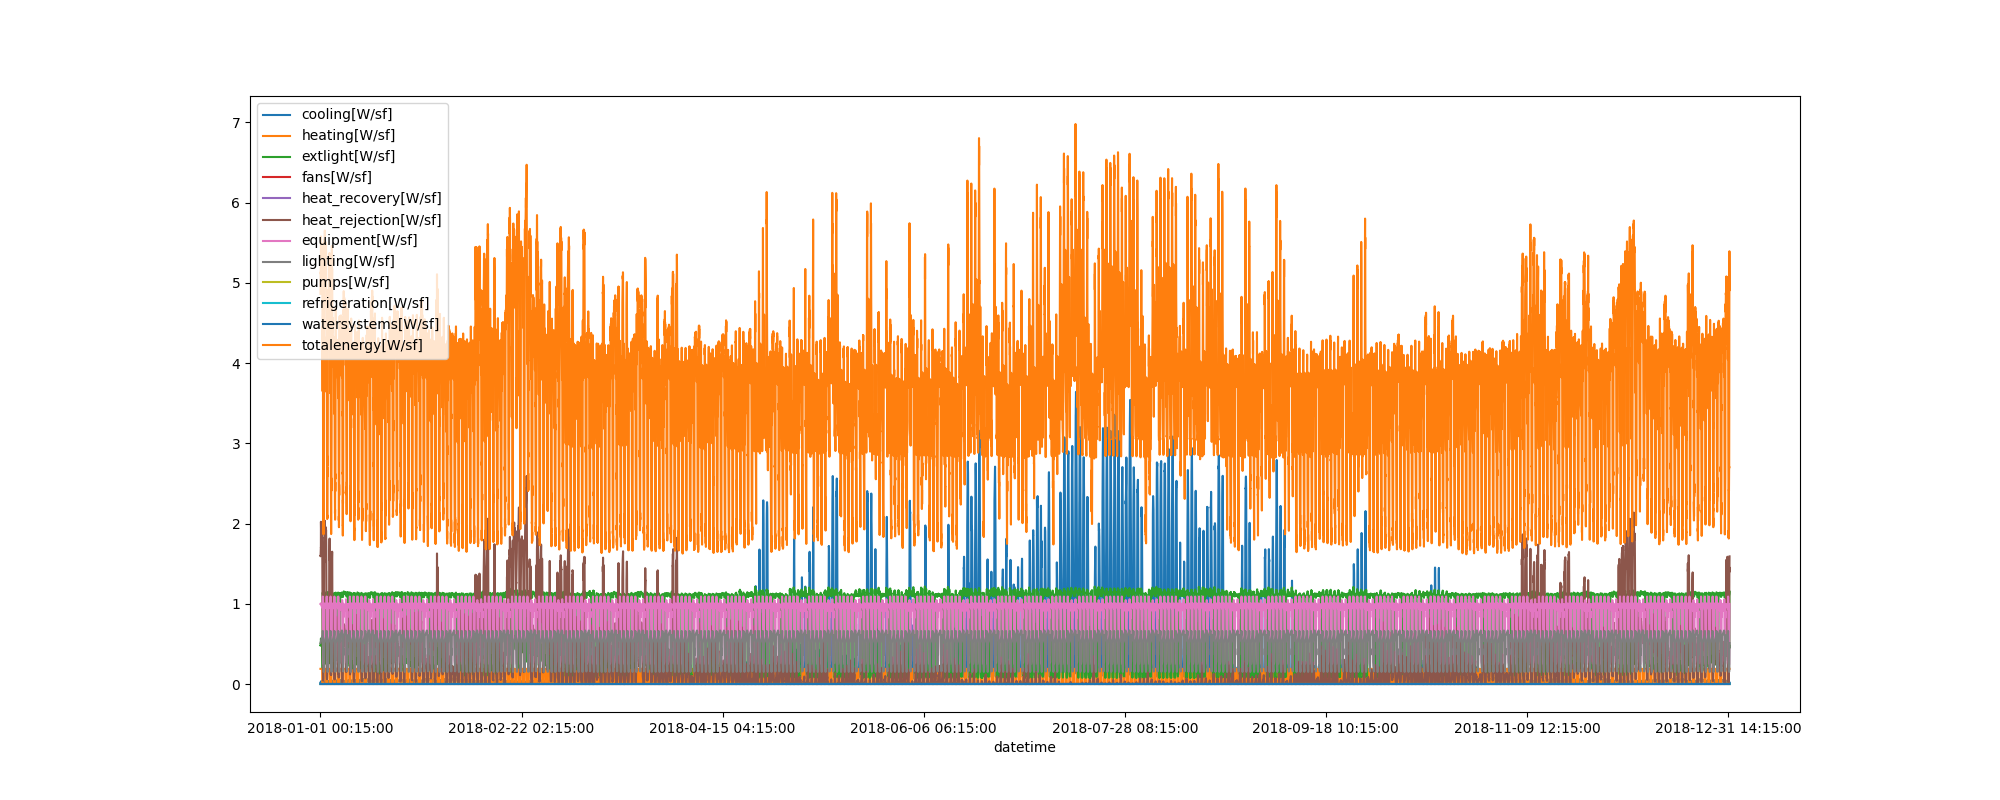 7
6
5
4
3
2
1
0
cooling[W/sf]
heating[W/sf]
extlight[W/sf]
fans[W/sf]
heat_recovery[W/sf]
heat_rejection[W/sf]
equipment[W/sf]
lighting[W/sf]
pumps[W/sf]
refrigeration[W/sf]
watersystems[W/sf]
totalenergy[W/sf]
2018-01-01 00:15:00 2018-02-22 02:15:00 2018-04-15 04:15:00 2018-06-06 06:15:00 2018-07-28 08:15:00 2018-09-18 10:15:00 2018-11-09 12:15:00 2018-12-31 14:15:00
datetime